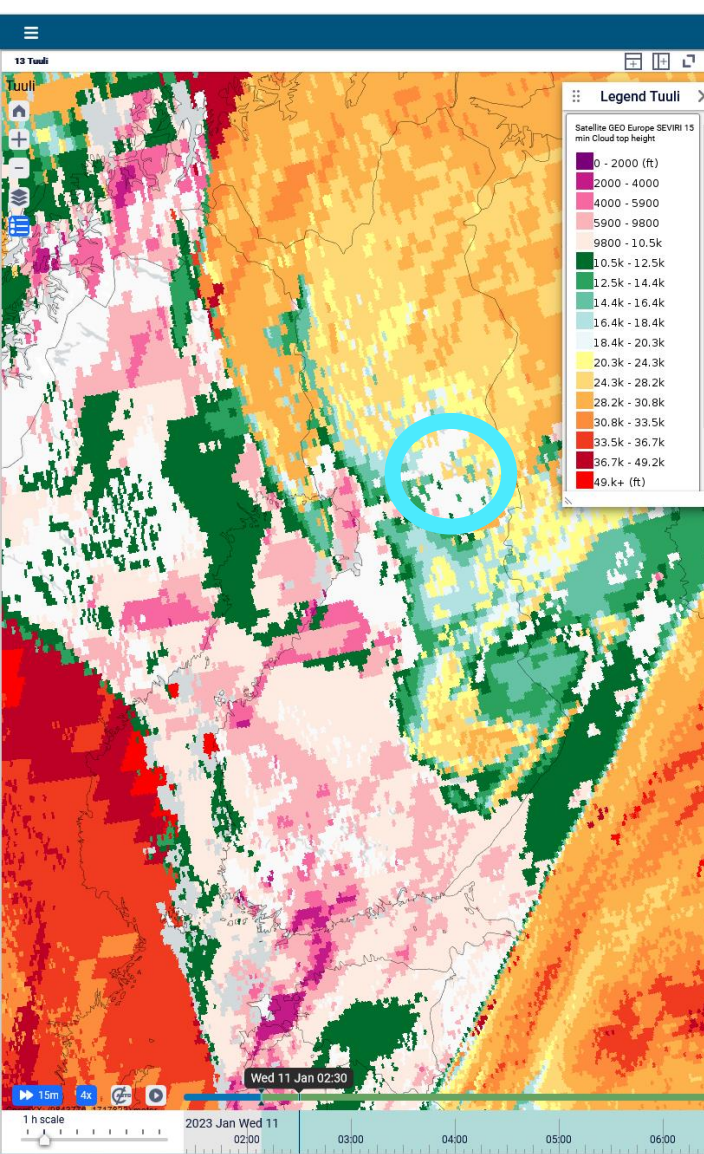 13 Tuuli
Tuuli
Legend Tuuli
Satellite GEO Europe SEVIRI 15
min Cloud top height
0 - 2000 (ft)
2000 - 4000
4000 - 5900
5900 - 9800
9800 - 10.5k
10.5k - 12.5k
12.5k - 14.4k
14.4k - 16.4k
16.4k - 18.4k
18.4k - 20.3k
20.3k - 24.3k
24.3k - 28.2k
28.2k - 30.8k
30.8k - 33.5k
33.5k - 36.7k
36.7k - 49.2k
49.k+ (ft)
Wed 11 Jan 02:30
15m
4x
1 h scale
2023 Jan Wed 11
02:00
03:00
04:00
05:00
06:00